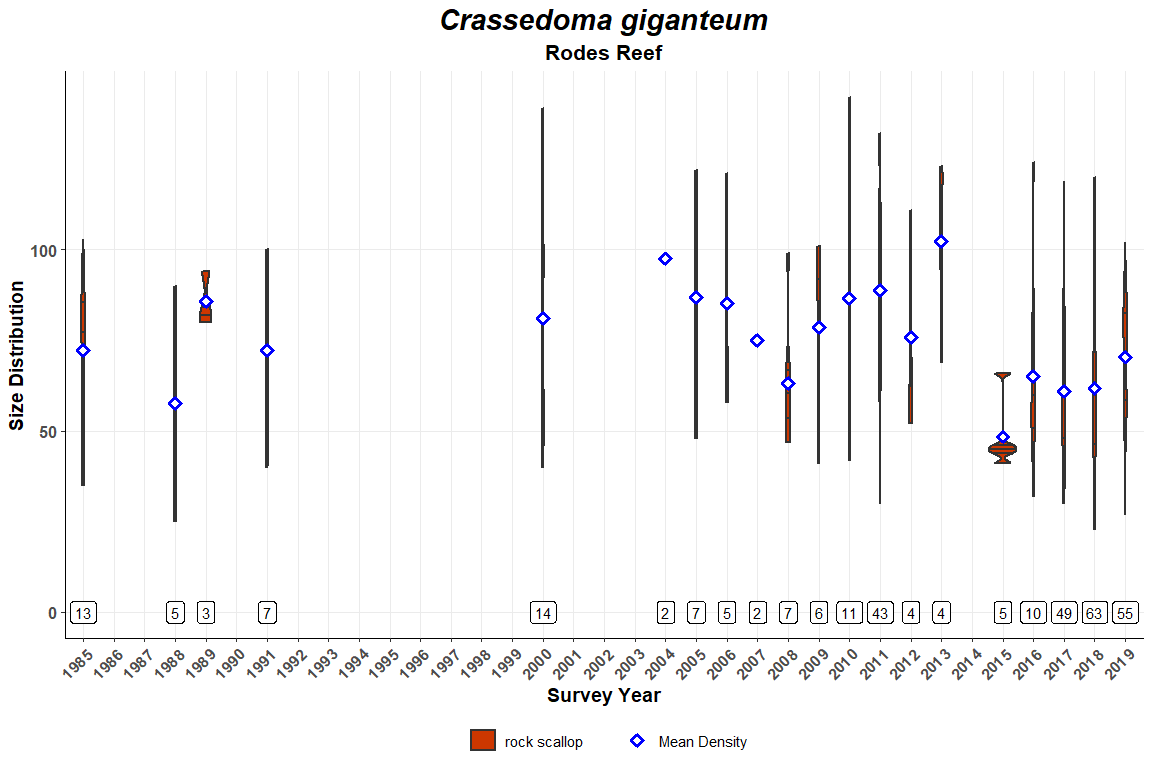 Crassedoma giganteum
Rodes Reef
Size Distribution
100
50
0
13 5 3 7 14 2 7 5 2 7 6 11 43 4 4 5 10 49 63 55
1985 1986 1987 1988 1989 1990 1991 1992 1993 1994 1995 1996 1997 1998 1999 2000 2001 2002 2003 2004 2005 2006 2007 2008 2009 2010 2011 2012 2013 2014 2015 2016 2017 2018 2019
Survey Year
rock scallop Mean Density